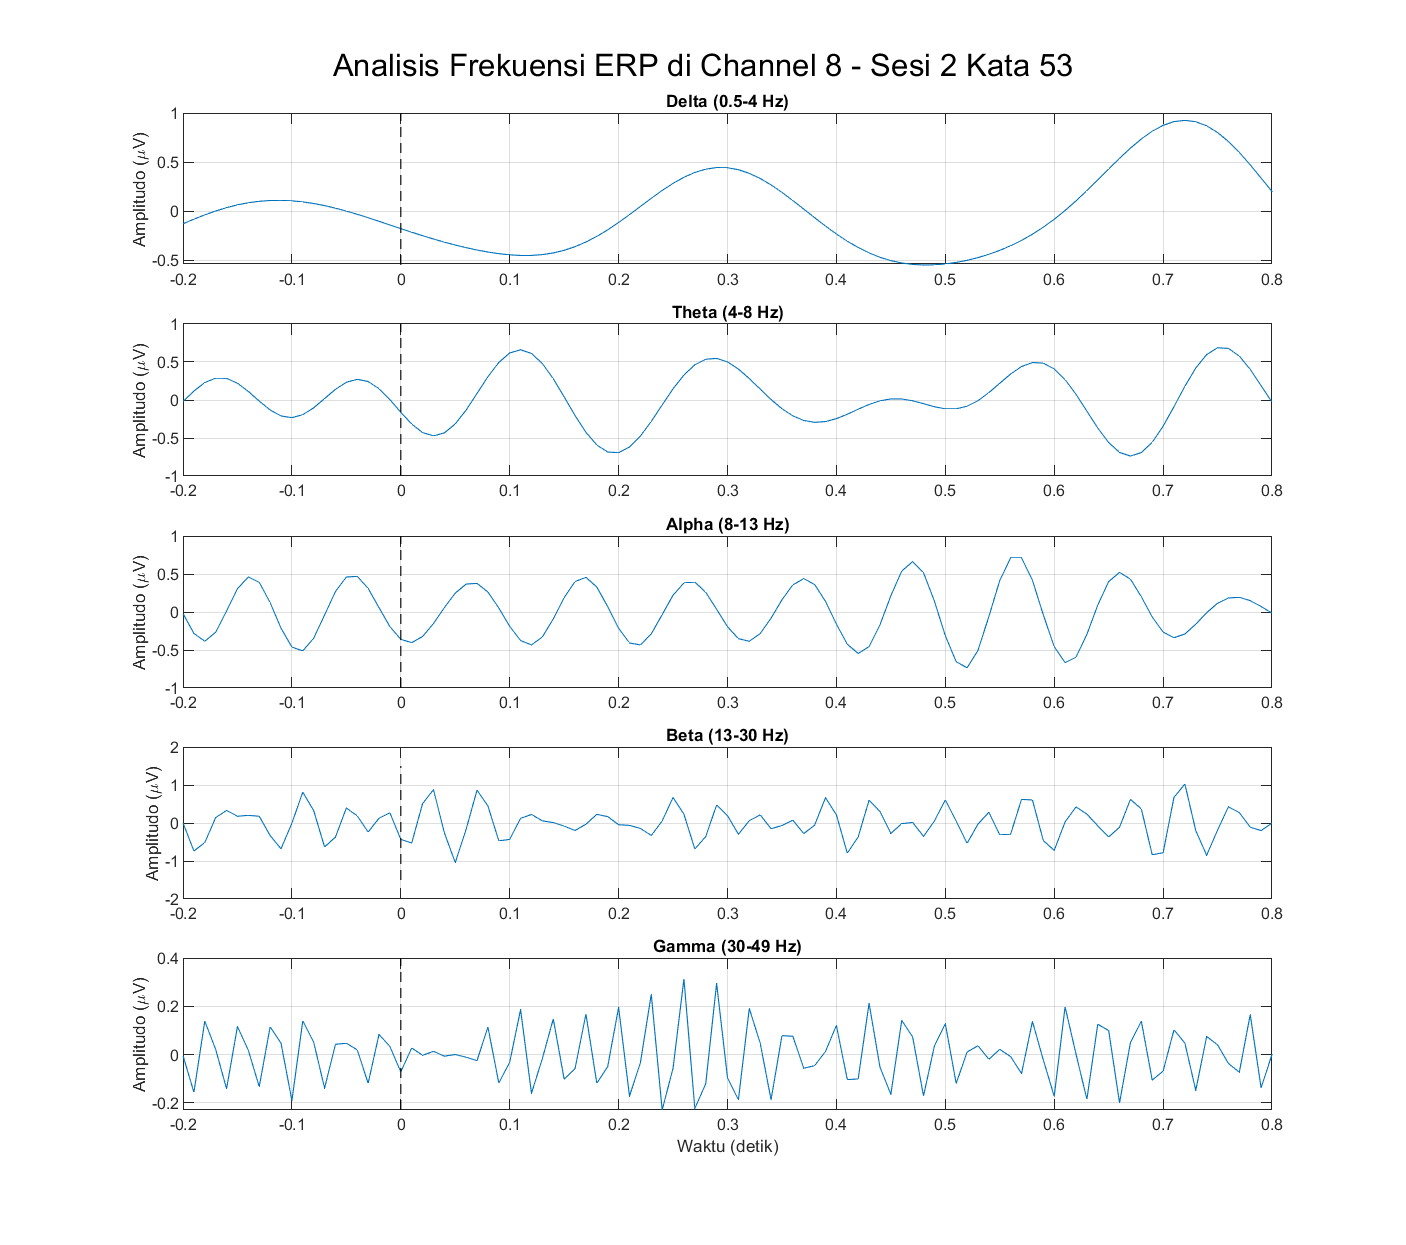 Analisis Frekuensi ERP di Channel 8 - Sesi 2 Kata 53
Delta (0.5-4 Hz)
Amplitudo (μV)
1
0.5
0
-0.5
-0.2 -0.1 0 0.1 0.2 0.3 0.4 0.5 0.6 0.7 0.8
Theta (4-8 Hz)
Amplitudo (μV)
1
0.5
0
-0.5
-1
-0.2 -0.1 0 0.1 0.2 0.3 0.4 0.5 0.6 0.7 0.8
Alpha (8-13 Hz)
Amplitudo (μV)
1
0.5
0
-0.5
-1
-0.2 -0.1 0 0.1 0.2 0.3 0.4 0.5 0.6 0.7 0.8
Beta (13-30 Hz)
Amplitudo (μV)
2
1
0
-1
-2
-0.2 -0.1 0 0.1 0.2 0.3 0.4 0.5 0.6 0.7 0.8
Gamma (30-49 Hz)
Amplitudo (μV)
0.4
0.2
0
-0.2
-0.2 -0.1 0 0.1 0.2 0.3 0.4 0.5 0.6 0.7 0.8
Waktu (detik)